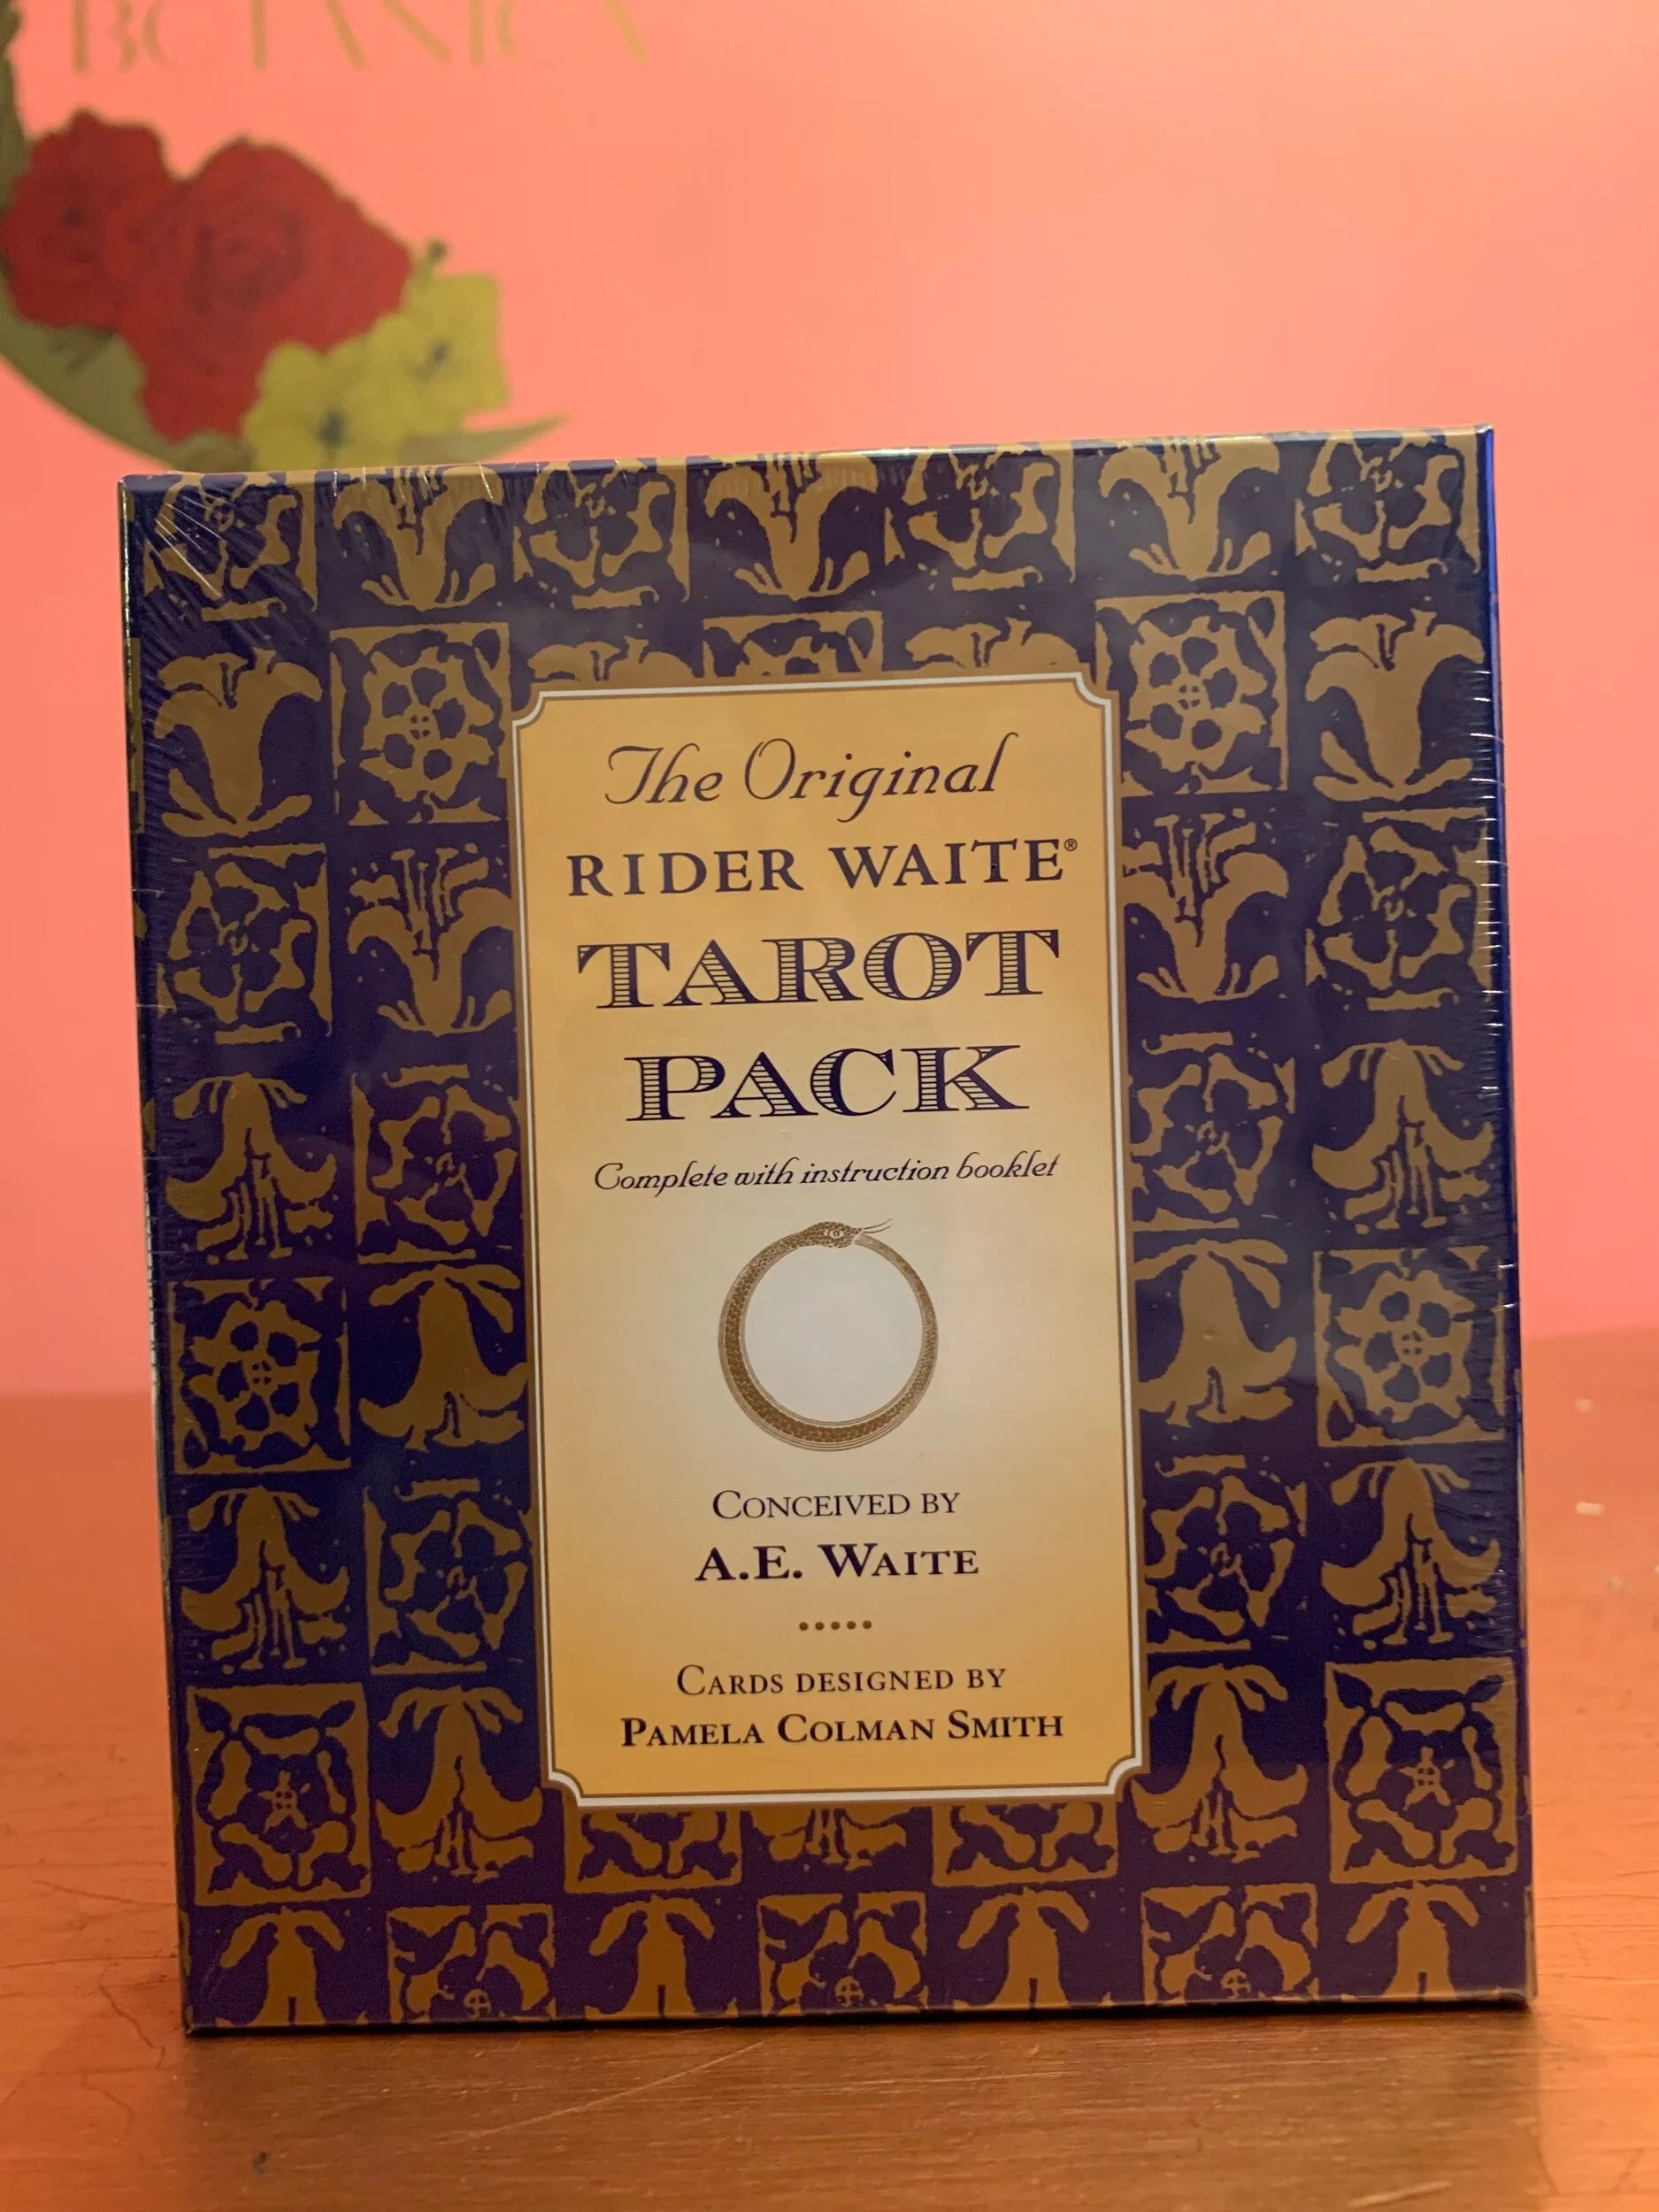 BOTANICA
The Original
RIDER WAITE®
TAROT
PACK
Complete with instruction booklet
CONCEIVED BY
A.E. WAITE
CARDS DESIGNED BY
PAMELA COLMAN SMITH